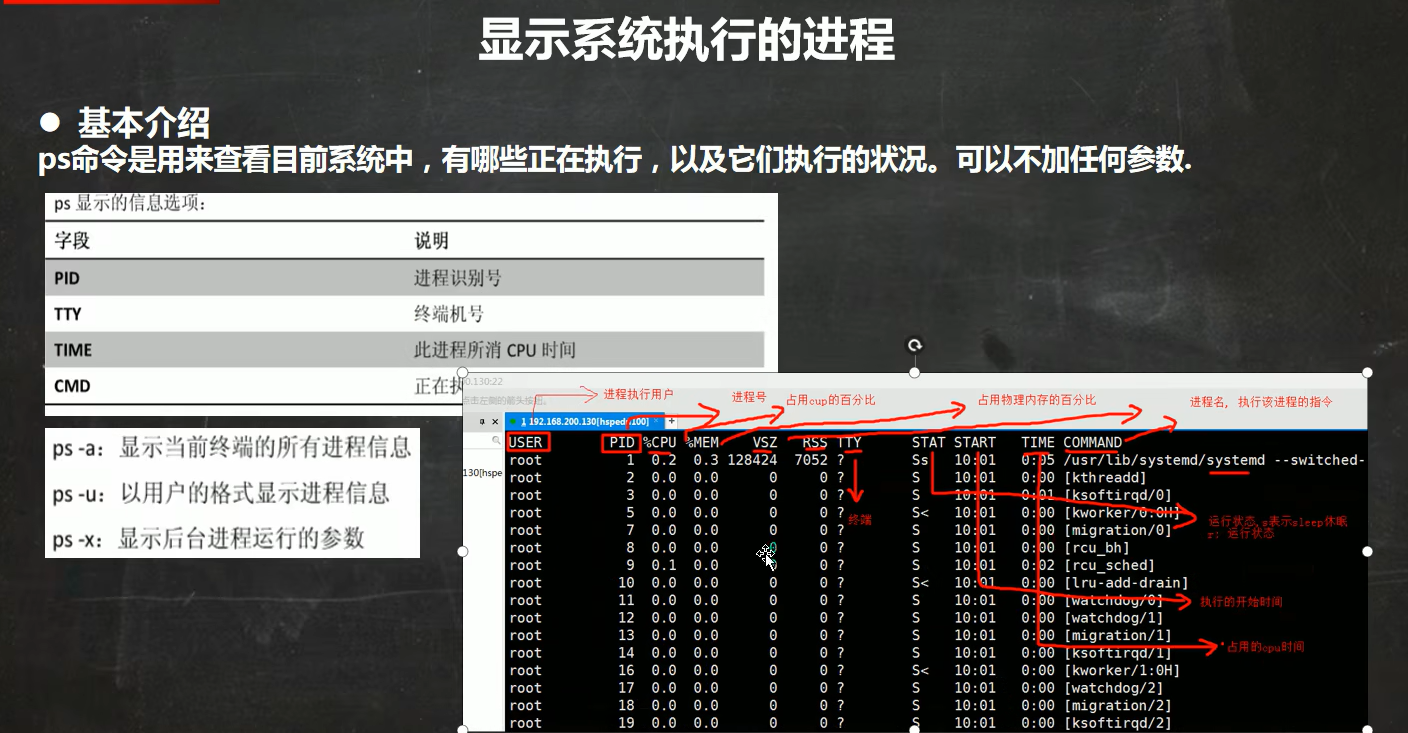 显示系统执行的进程
● 基本介绍
ps命令是用来查看目前系统中，有哪些正在执行，以及它们执行的状况。可以不加任何参数.
ps 显示的信息选项：
字段 说明
PID 进程识别号
TTY 终端机号
TIME 此进程所消 CPU 时间
CMD 正在
ps -a：显示当前终端的所有进程信息
ps -u：以用户的格式显示进程信息
ps -x：显示后台进程运行的参数
0.130:22
击左侧的箭头按钮。
进程执行用户
进程号
占用cup的百分比
占用物理内存的百分比
进程名，执行该进程的指令
1 192.168.200.130[hspedu100]
130[hspe
USER PID %CPU %MEM VSZ RSS TTY STAT START TIME COMMAND
root 1 0.2 0.3 128424 7052 ? Ss 10:01 0:05 /usr/lib/systemd/systemd --switched-
root 2 0.0 0.0 0 0 ? S 10:01 0:00 [kthreadd]
root 3 0.0 0.0 0 0 ? S 10:01 0:01 [ksoftirqd/0]
root 5 0.0 0.0 0 0 ? S< 10:01 0:00 [kworker/0:0H]
root 7 0.0 0.0 0 0 ? S 10:01 0:00 [migration/0]
root 8 0.0 0.0 0 0 ? S 10:01 0:00 [rcu_bh]
root 9 0.1 0.0 0 0 ? S 10:01 0:02 [rcu_sched]
root 10 0.0 0.0 0 0 ? S< 10:01 0:00 [lru-add-drain]
root 11 0.0 0.0 0 0 ? S 10:01 0:00 [watchdog/0]
root 12 0.0 0.0 0 0 ? S 10:01 0:00 [watchdog/1]
root 13 0.0 0.0 0 0 ? S 10:01 0:00 [migration/1]
root 14 0.0 0.0 0 0 ? S 10:01 0:00 [ksoftirqd/1]
root 16 0.0 0.0 0 0 ? S< 10:01 0:00 [kworker/1:0H]
root 17 0.0 0.0 0 0 ? S 10:01 0:00 [watchdog/2]
root 18 0.0 0.0 0 0 ? S 10:01 0:00 [migration/2]
root 19 0.0 0.0 0 0 ? S 10:01 0:00 [ksoftirqd/2]
终端
运行状态,s表示sleep休眠
r：运行状态
执行的开始时间
占用的cpu时间